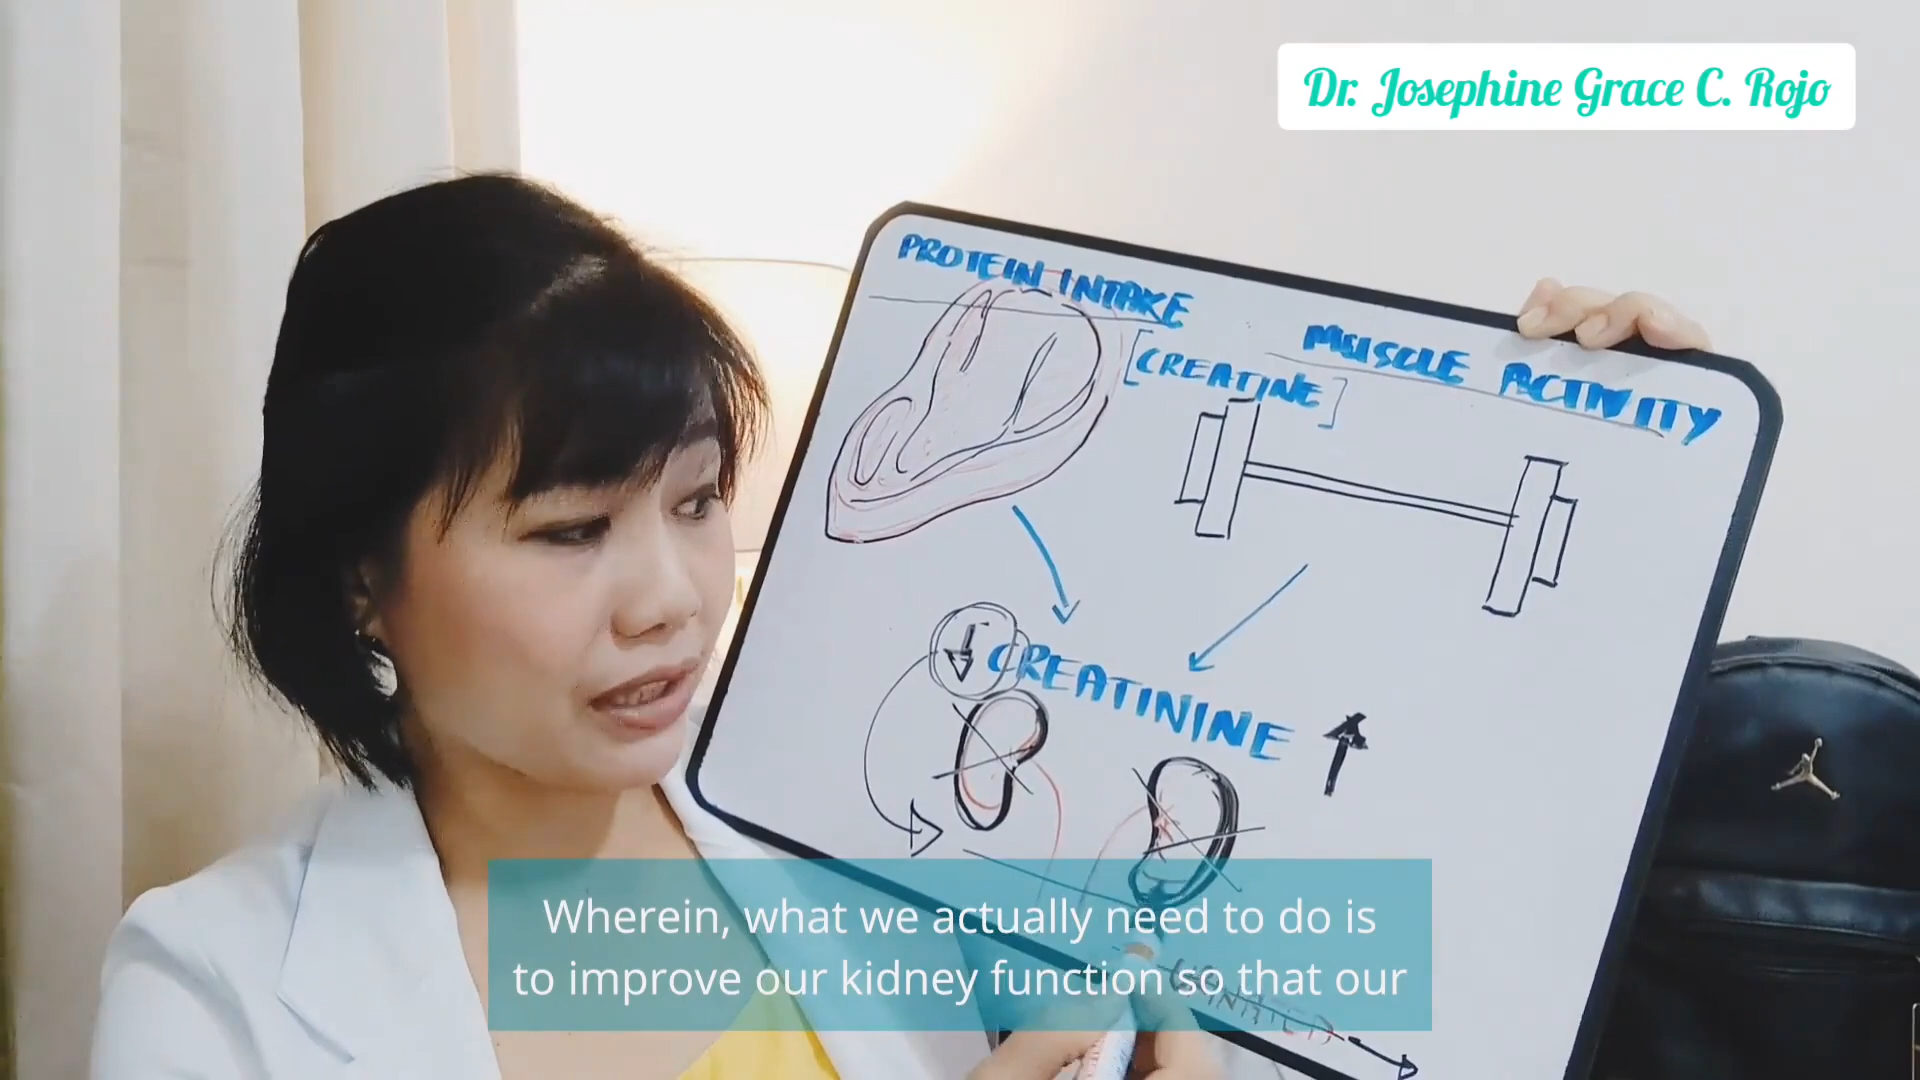 Dr. Josephine Grace C. Rojo
PROTEIN INTAKE
MUSCLE ACTIVITY
[CREATINE]
CREATININE
Wherein, what we actually need to do is
to improve our kidney function so that our